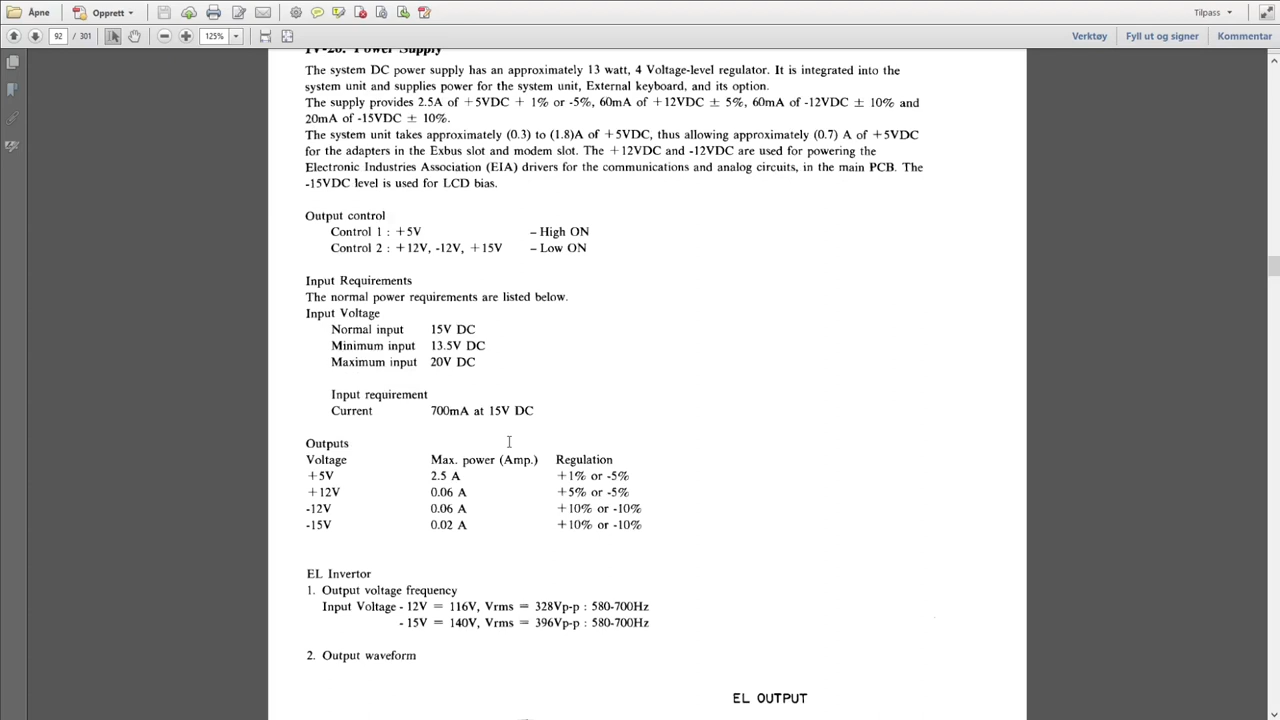 Åpne
Opprett
Tilpass
92 / 301
125%
Verktøy
Fyll ut og signer
Kommentar
IV-26. Power Supply
The system DC power supply has an approximately 13 watt, 4 Voltage-level regulator. It is integrated into the
system unit and supplies power for the system unit, External keyboard, and its option.
The supply provides 2.5A of +5VDC + 1% or -5%, 60mA of +12VDC ± 5%, 60mA of -12VDC ± 10% and
20mA of -15VDC ± 10%.
The system unit takes approximately (0.3) to (1.8)A of +5VDC, thus allowing approximately (0.7) A of +5VDC
for the adapters in the Exbus slot and modem slot. The +12VDC and -12VDC are used for powering the
Electronic Industries Association (EIA) drivers for the communications and analog circuits, in the main PCB. The
-15VDC level is used for LCD bias.
Output control
Control 1 : +5V – High ON
Control 2 : +12V, -12V, +15V – Low ON
Input Requirements
The normal power requirements are listed below.
Input Voltage
Normal input 15V DC
Minimum input 13.5V DC
Maximum input 20V DC
Input requirement
Current 700mA at 15V DC
Outputs
Voltage Max. power (Amp.) Regulation
+5V 2.5 A +1% or -5%
+12V 0.06 A +5% or -5%
-12V 0.06 A +10% or -10%
-15V 0.02 A +10% or -10%
EL Invertor
1. Output voltage frequency
Input Voltage - 12V = 116V, Vrms = 328Vp-p : 580-700Hz
- 15V = 140V, Vrms = 396Vp-p : 580-700Hz
2. Output waveform
EL OUTPUT